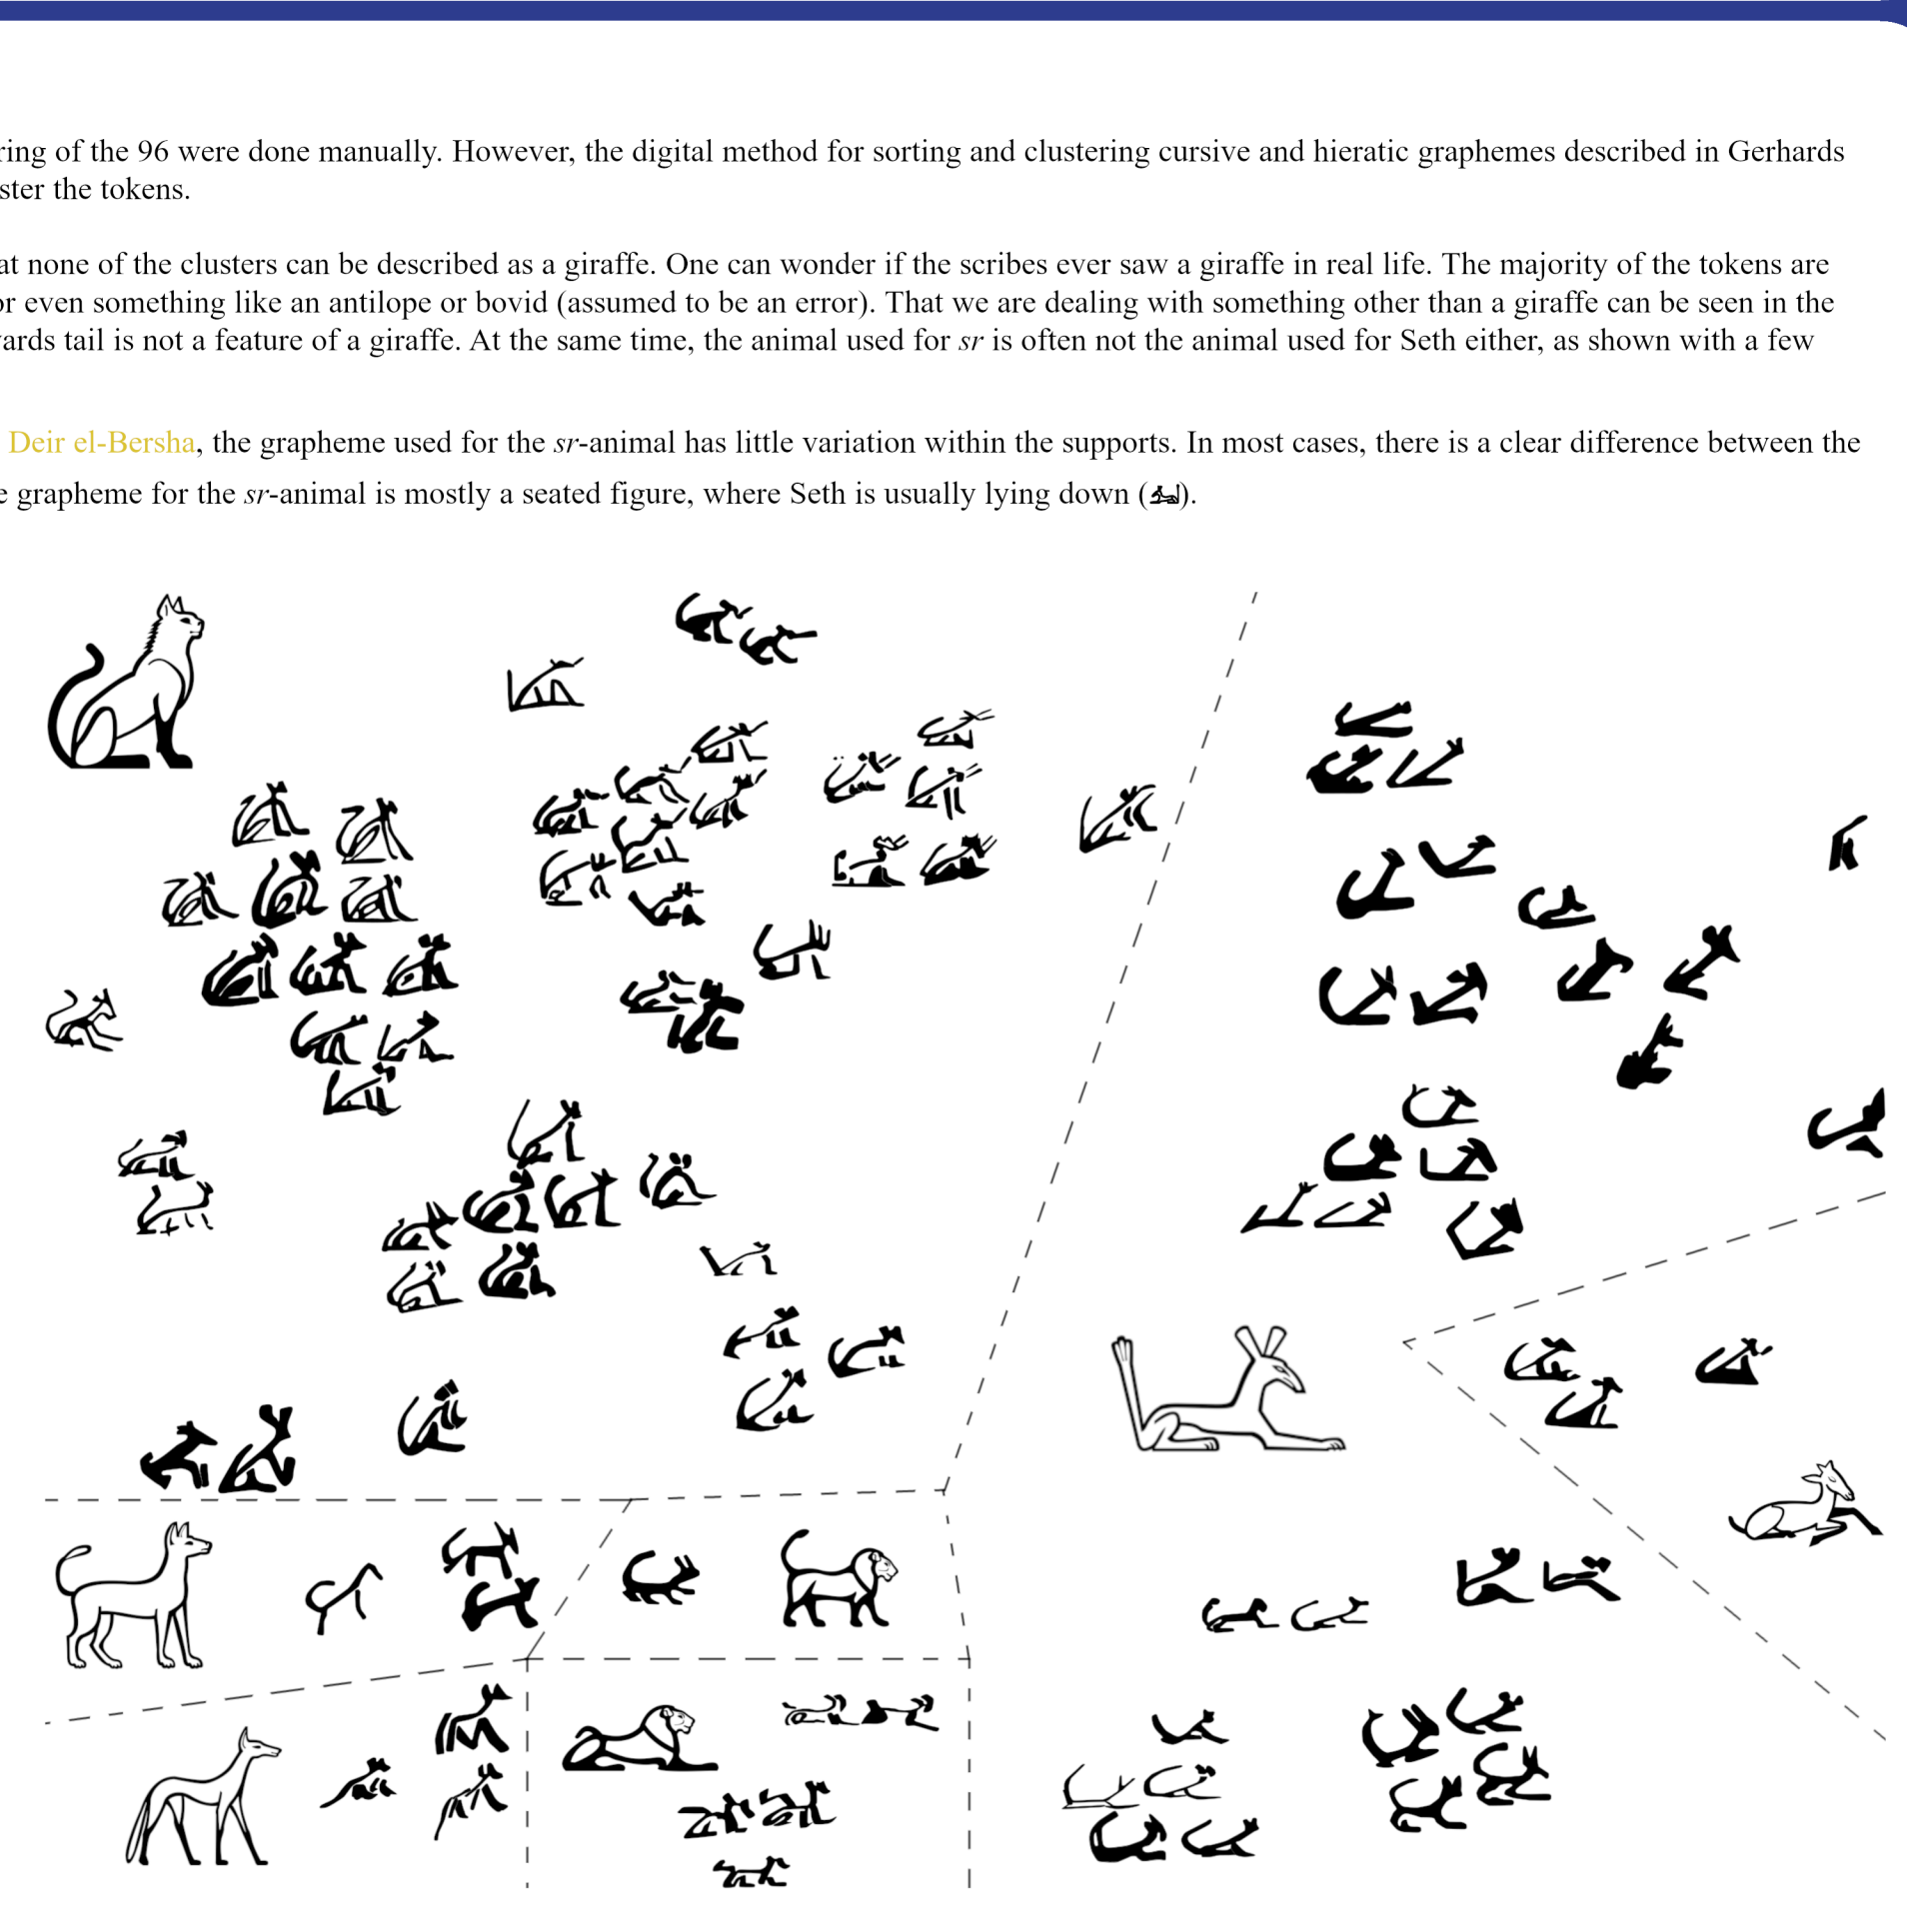 ring of the 96 were done manually. However, the digital method for sorting and clustering cursive and hieratic graphemes described in Gerhards
ster the tokens.
at none of the clusters can be described as a giraffe. One can wonder if the scribes ever saw a giraffe in real life. The majority of the tokens are
or even something like an antilope or bovid (assumed to be an error). That we are dealing with something other than a giraffe can be seen in the
ards tail is not a feature of a giraffe. At the same time, the animal used for sr is often not the animal used for Seth either, as shown with a few
Deir el-Bersha, the grapheme used for the sr-animal has little variation within the supports. In most cases, there is a clear difference between the
e grapheme for the sr-animal is mostly a seated figure, where Seth is usually lying down ().